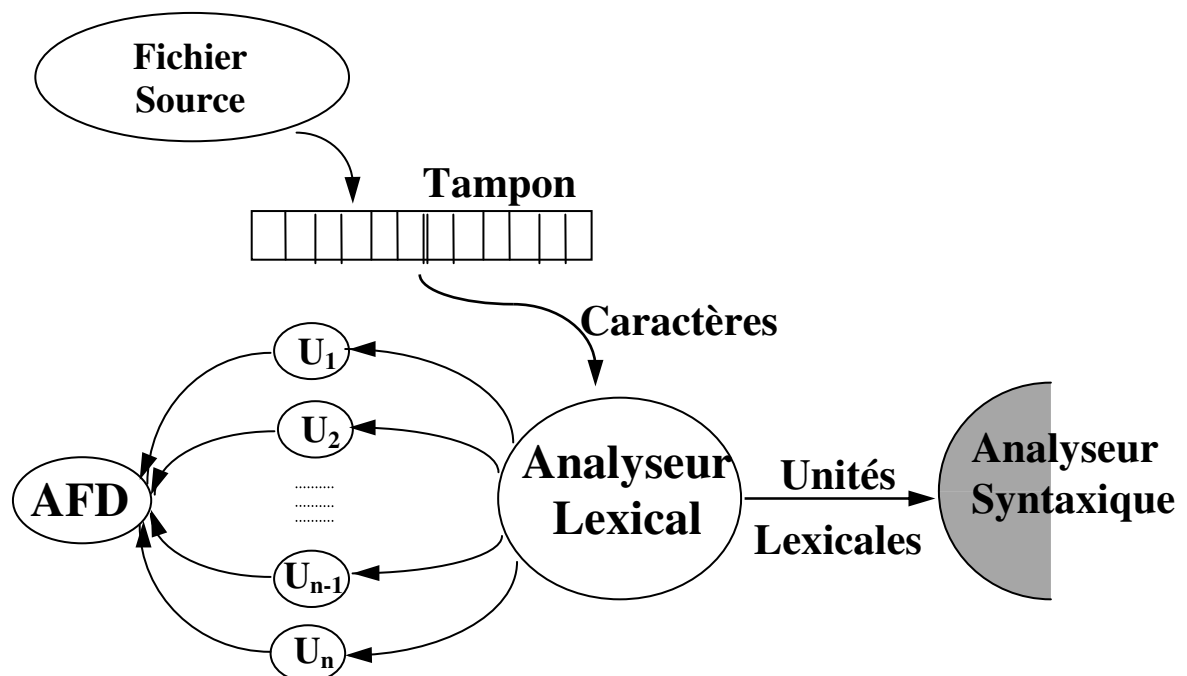 Fichier
Source
Tampon
Caractères
U1
U2
..........
..........
..........
AFD
Un-1
Un
Analyseur
Lexical
Unités
Lexicales
Analyseur
Syntaxique